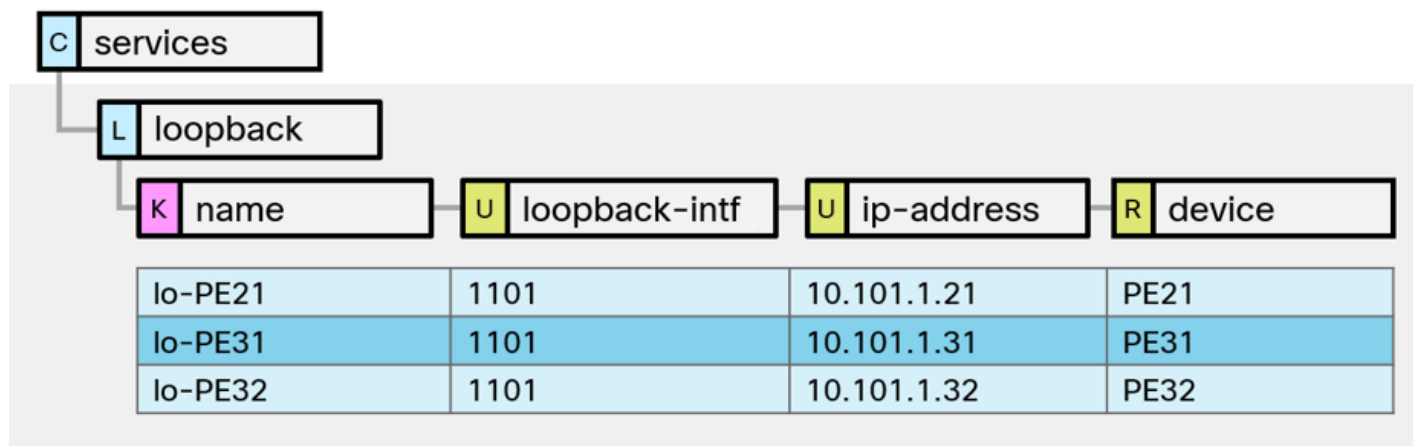 C services
L loopback
K name U loopback-intf U ip-address R device
lo-PE21 1101 10.101.1.21 PE21
lo-PE31 1101 10.101.1.31 PE31
lo-PE32 1101 10.101.1.32 PE32